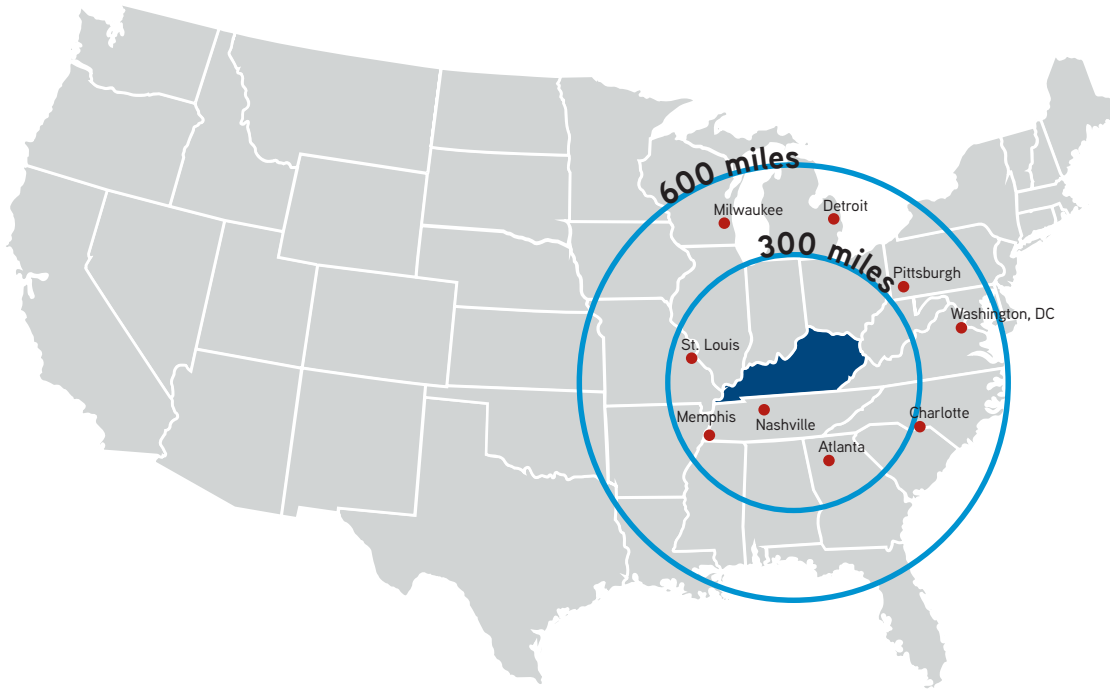 600 miles
Milwaukee
Detroit
300 miles
Pittsburgh
Washington, DC
St. Louis
Memphis
Nashville
Charlotte
Atlanta